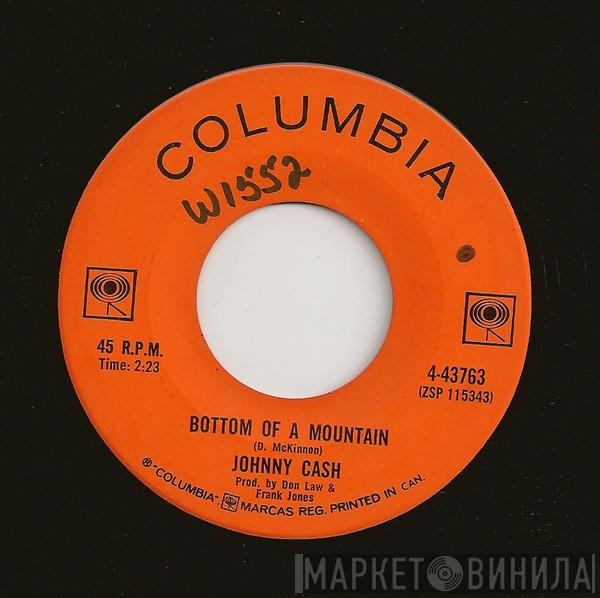 COLUMBIA
W1552
45 R.P.M.
Time: 2:23
4-43763
(ZSP 115343)
BOTTOM OF A MOUNTAIN
(D. McKinnon)
JOHNNY CASH
Prod. by Don Law &
Frank Jones
® "COLUMBIA", MARCAS REG. PRINTED IN CAN.
МАРКЕТ ВИНИЛА